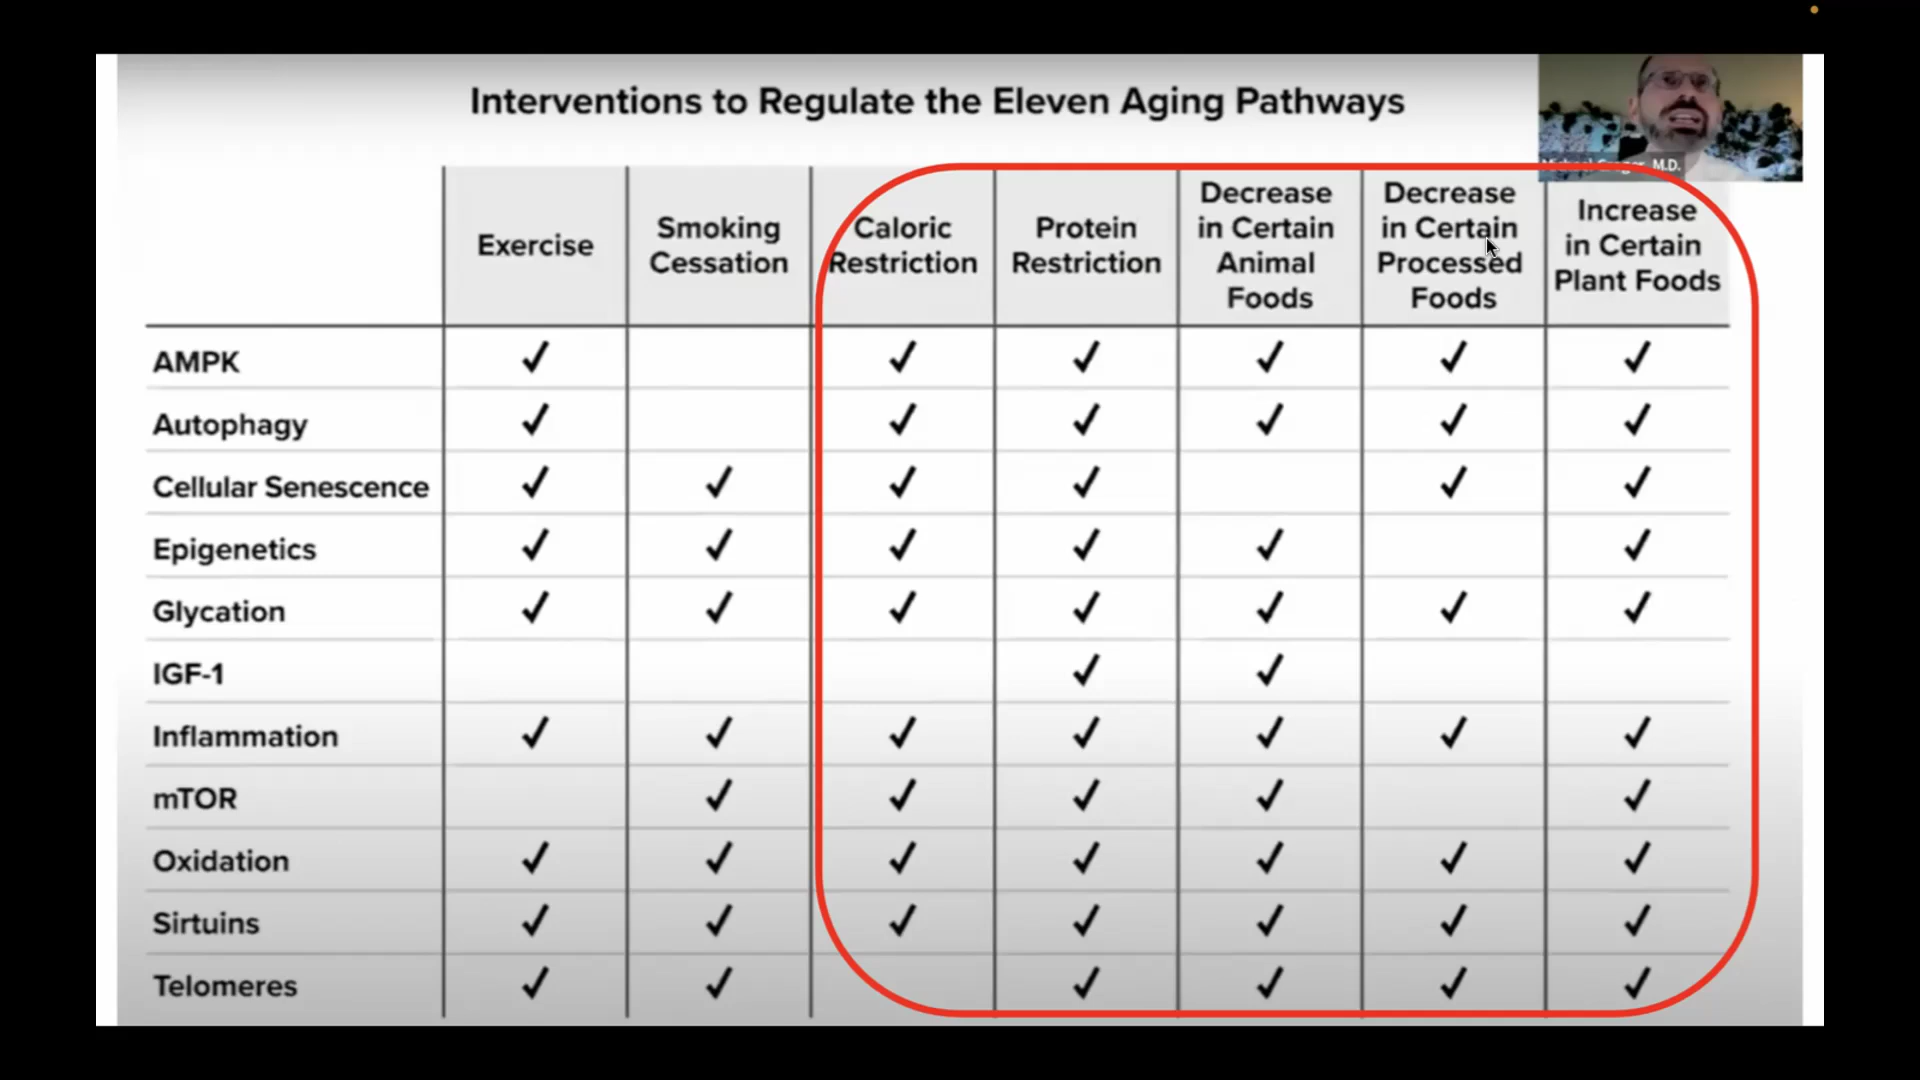 Interventions to Regulate the Eleven Aging Pathways
M.D.
Exercise
Smoking
Cessation
Caloric
Restriction
Protein
Restriction
Decrease
in Certain
Animal
Foods
Decrease
in Certain
Processed
Foods
Increase
in Certain
Plant Foods
AMPK ✓ ✓ ✓ ✓ ✓ ✓
Autophagy ✓ ✓ ✓ ✓ ✓ ✓
Cellular Senescence ✓ ✓ ✓ ✓ ✓ ✓
Epigenetics ✓ ✓ ✓ ✓ ✓ ✓
Glycation ✓ ✓ ✓ ✓ ✓ ✓ ✓
IGF-1 ✓ ✓
Inflammation ✓ ✓ ✓ ✓ ✓ ✓ ✓
mTOR ✓ ✓ ✓ ✓ ✓
Oxidation ✓ ✓ ✓ ✓ ✓ ✓ ✓
Sirtuins ✓ ✓ ✓ ✓ ✓ ✓ ✓
Telomeres ✓ ✓ ✓ ✓ ✓ ✓